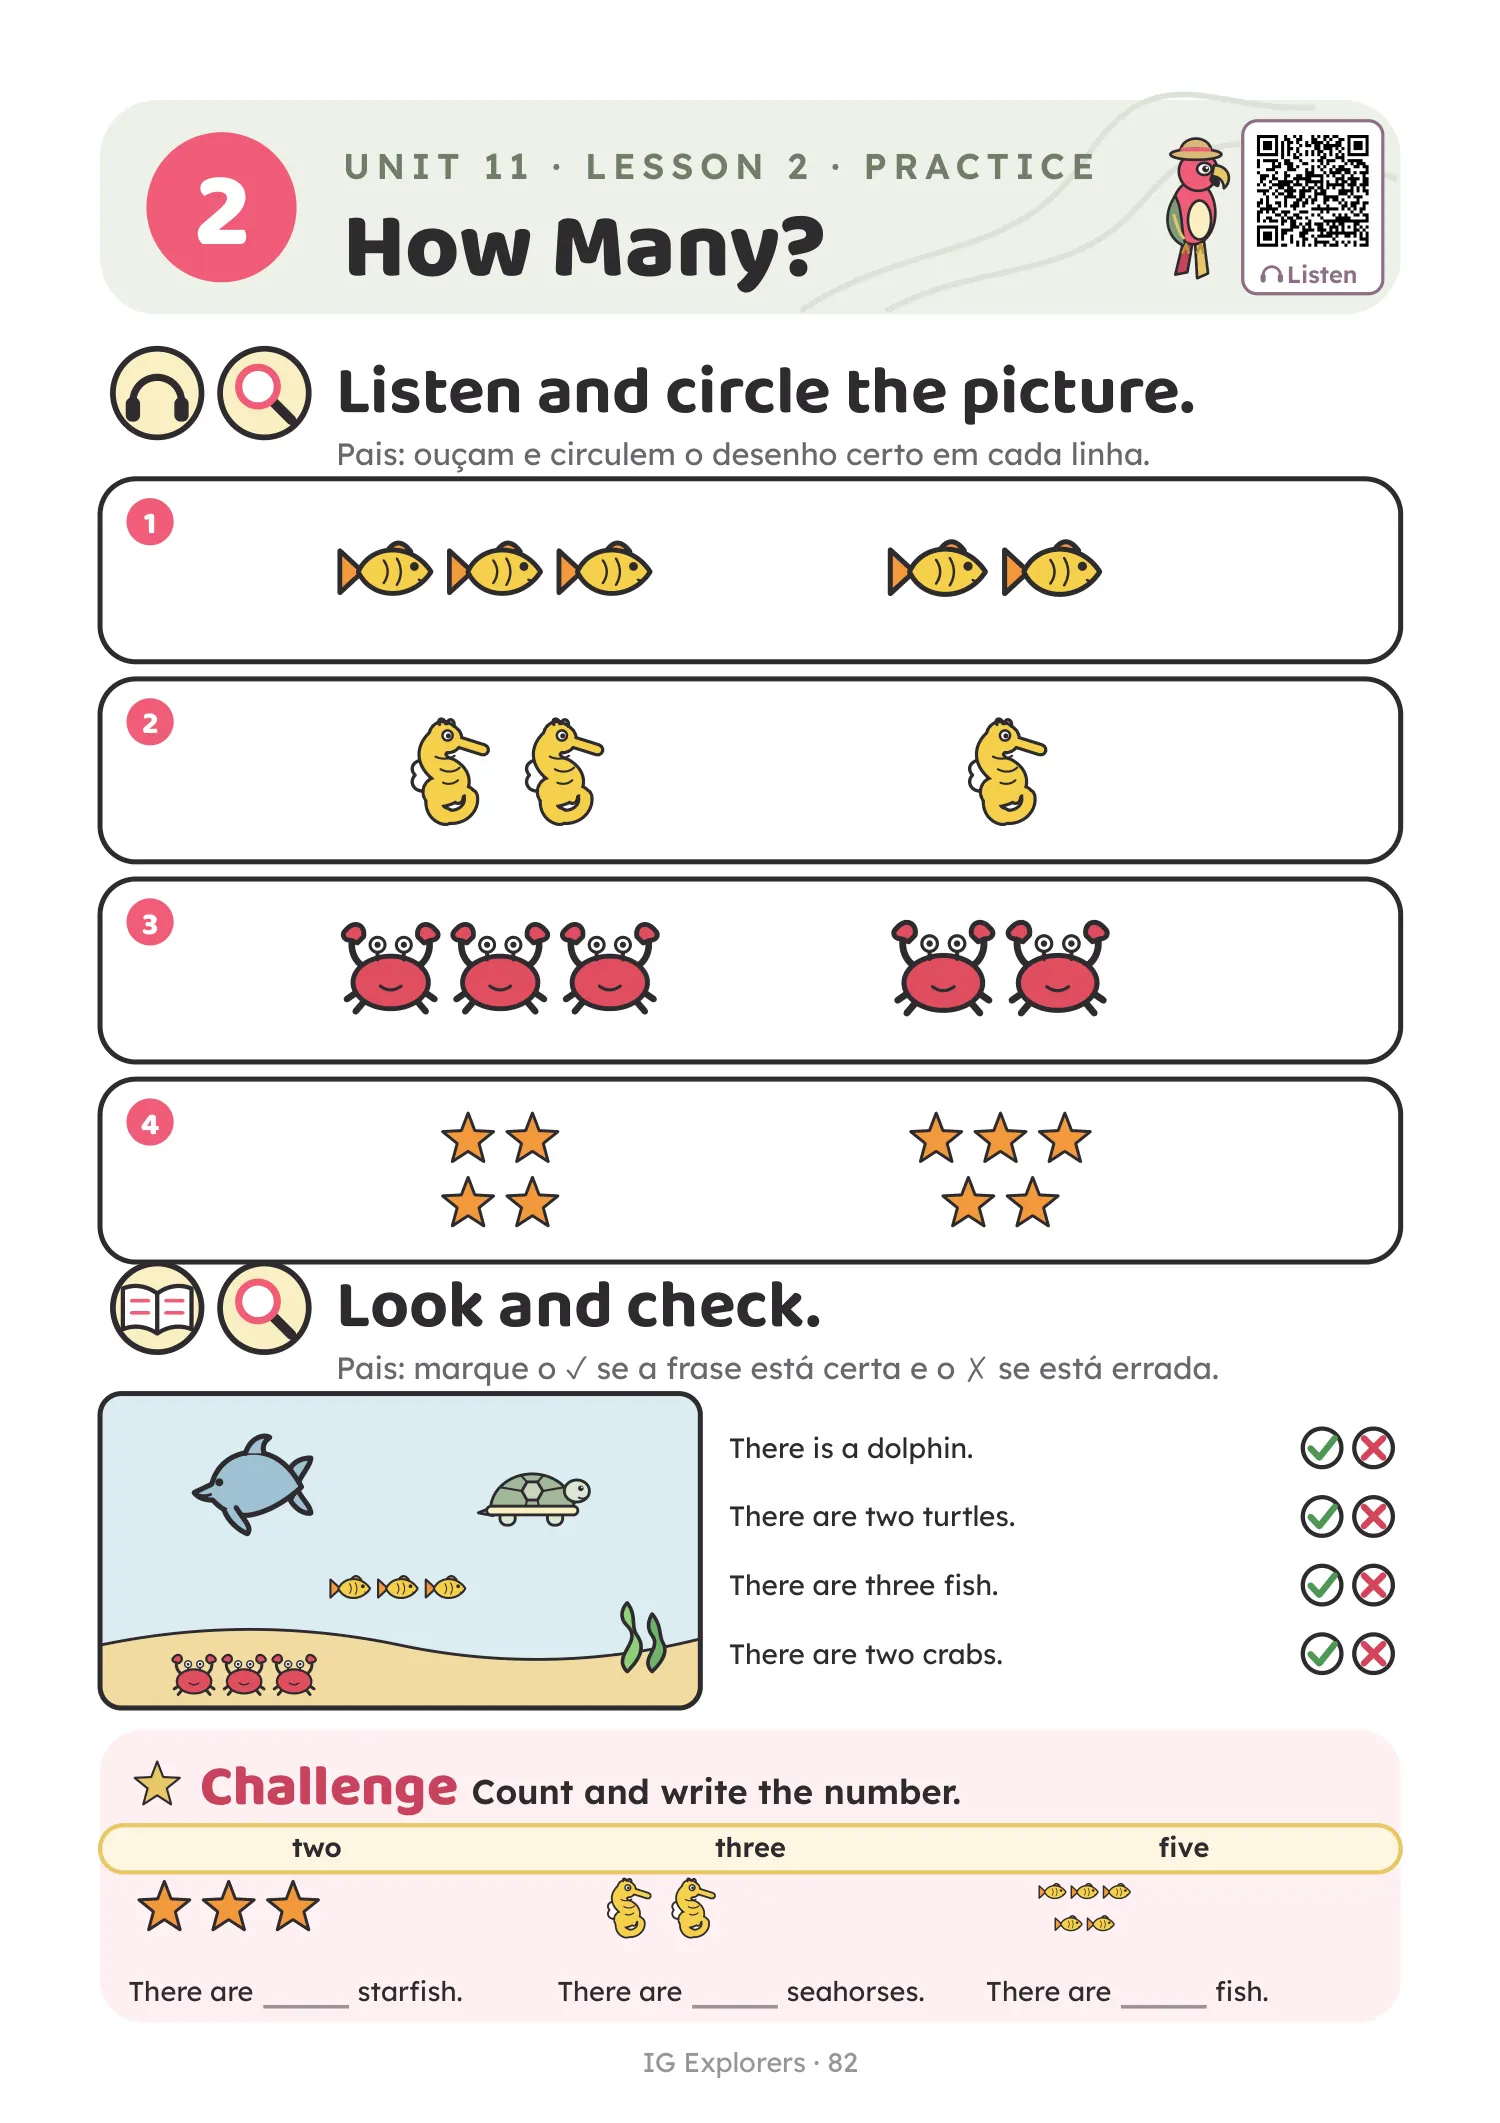 2
UNIT 11 · LESSON 2 · PRACTICE
How Many?
Listen
Listen and circle the picture.
Pais: ouçam e circulem o desenho certo em cada linha.
1
2
3
4
Look and check.
Pais: marque o ✓ se a frase está certa e o ✗ se está errada.
There is a dolphin.
There are two turtles.
There are three fish.
There are two crabs.
Challenge Count and write the number.
two three five
There are _____ starfish. There are _____ seahorses. There are _____ fish.
IG Explorers · 82